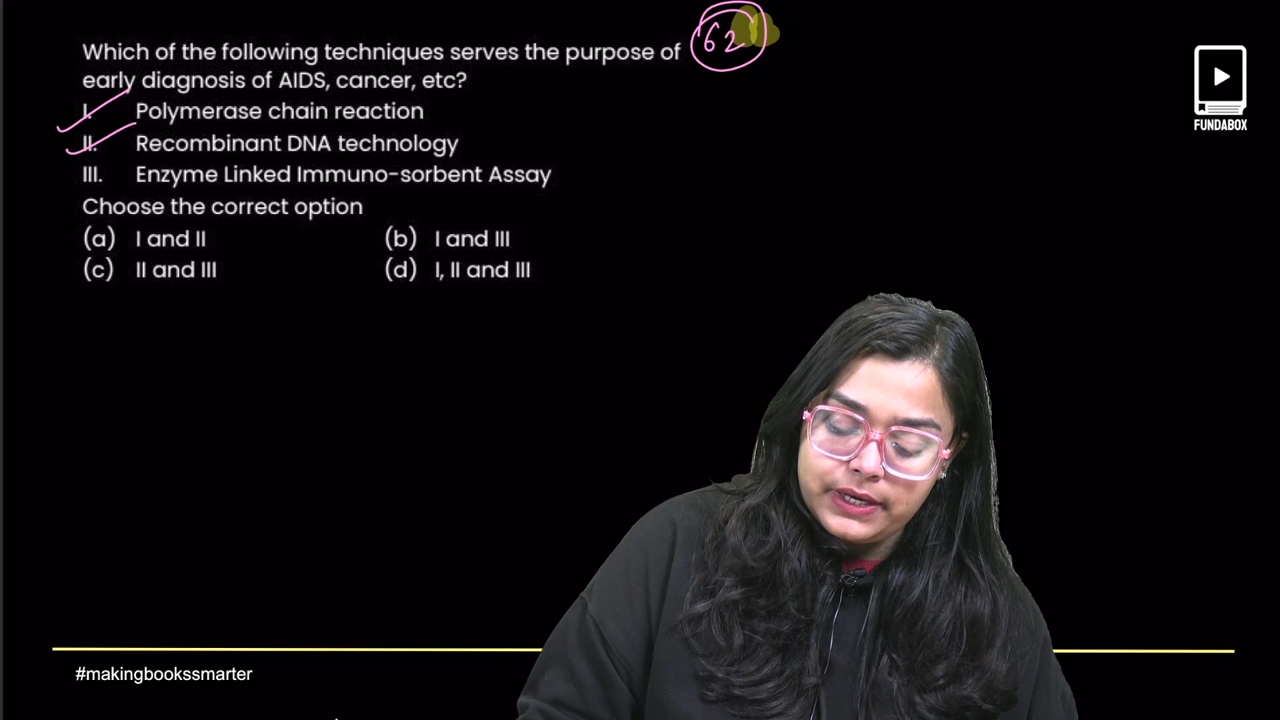 62
Which of the following techniques serves the purpose of
early diagnosis of AIDS, cancer, etc?
I. Polymerase chain reaction
II. Recombinant DNA technology
III. Enzyme Linked Immuno-sorbent Assay
Choose the correct option
(a) I and II (b) I and III
(c) II and III (d) I, II and III
FUNDABOX
#makingbookssmarter